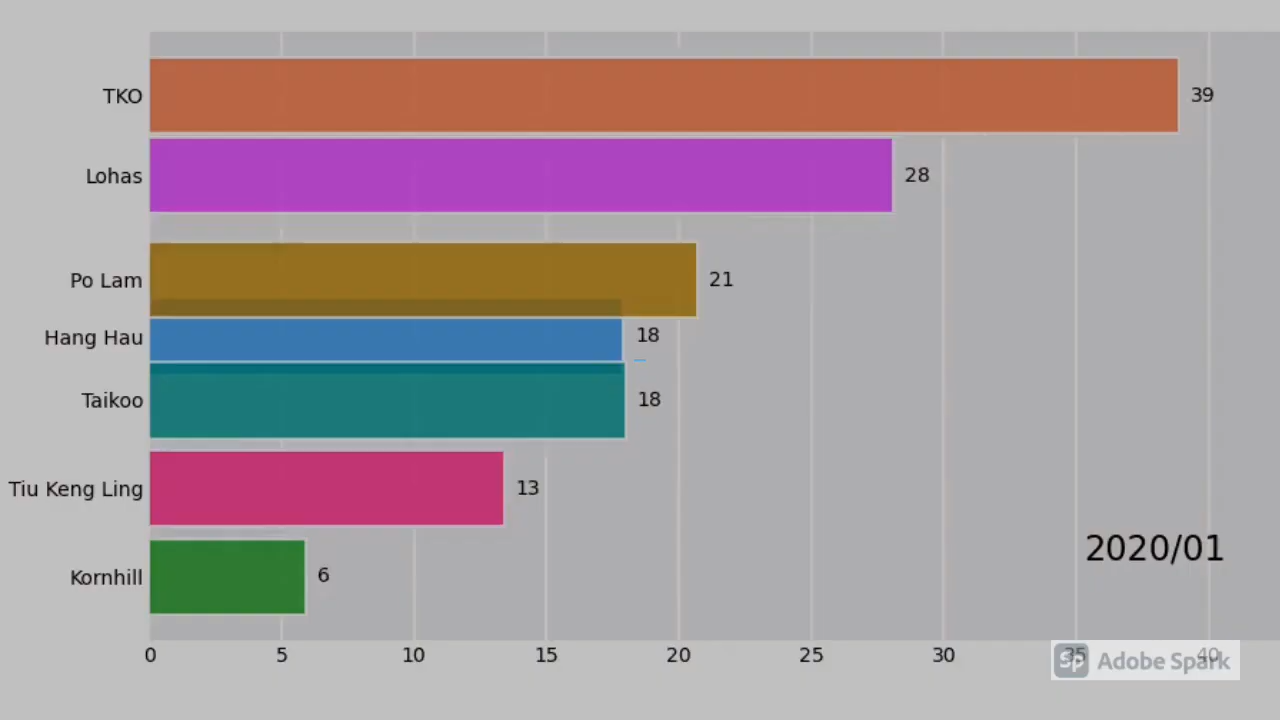 TKO 39
Lohas 28
Po Lam 21
Hang Hau 18
Taikoo 18
Tiu Keng Ling 13
2020/01
Kornhill 6
0 5 10 15 20 25 30 35 40
Sp Adobe Spark